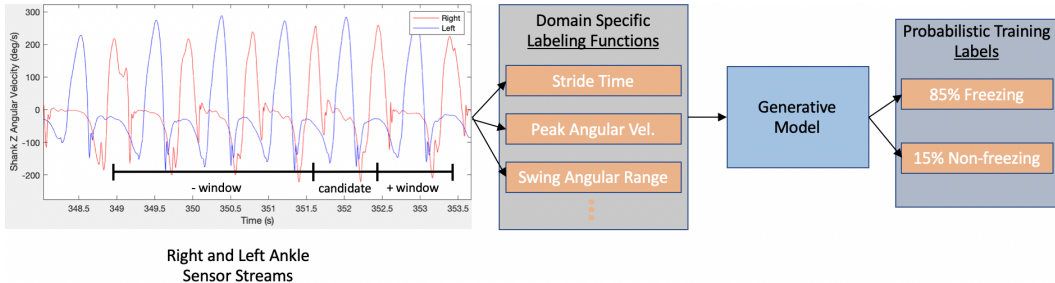 Right
Left
Shank Z Angular Velocity (deg/s)
300
200
100
0
-100
-200
- window
candidate
+ window
348.5
349
349.5
350
350.5
351
351.5
352
352.5
353
353.5
Time (s)
Right and Left Ankle
Sensor Streams
Domain Specific
Labeling Functions
Stride Time
Peak Angular Vel.
Swing Angular Range
Generative
Model
Probabilistic Training
Labels
85% Freezing
15% Non-freezing